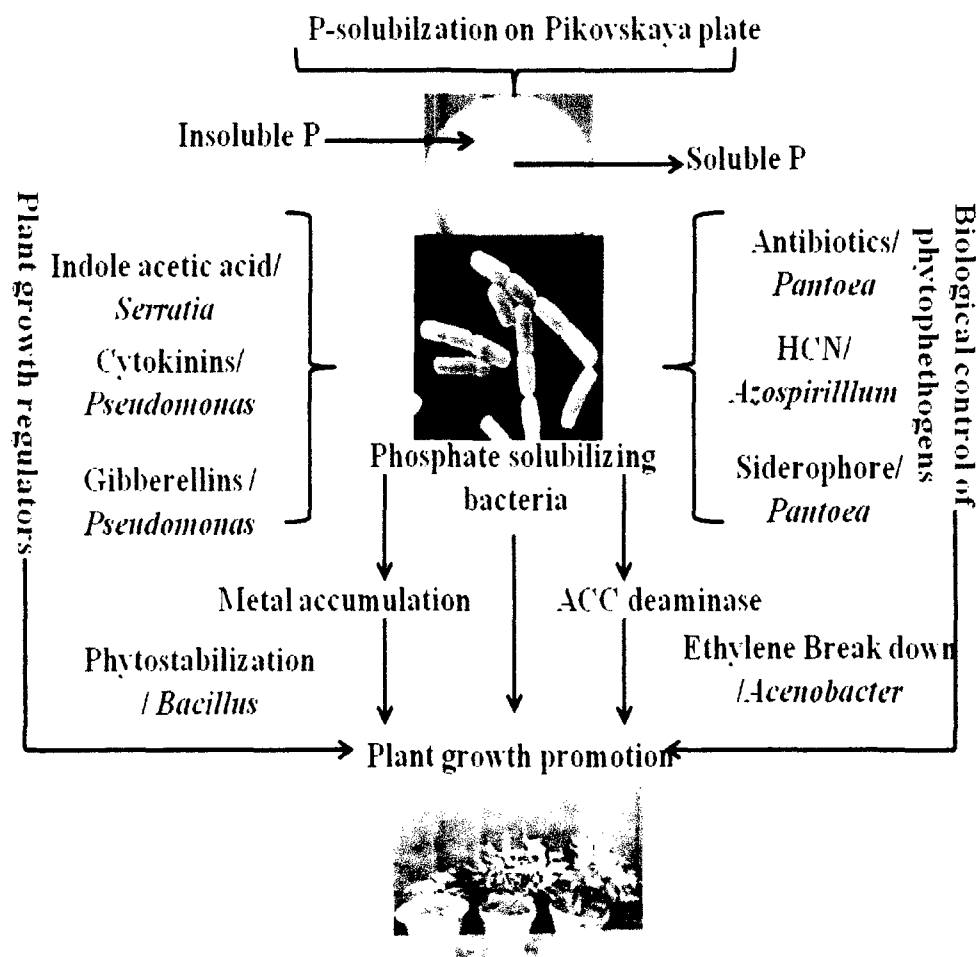 P-solubilzation on Pikovskaya plate
Insoluble P
Soluble P
Plant growth regulators
Indole acetic acid/
Serratia
Cytokinins/
Pseudomonas
Gibberellins/
Pseudomonas
Phosphate solubilizing
bacteria
Antibiotics/
Pantoea
HCN/
Azospirilllum
Siderophore/
Pantoea
Biological control of
phytophethogens
Metal accumulation
ACC deaminase
Phytostabilization
/ Bacillus
Ethylene Break down
/Acenobacter
Plant growth promotion